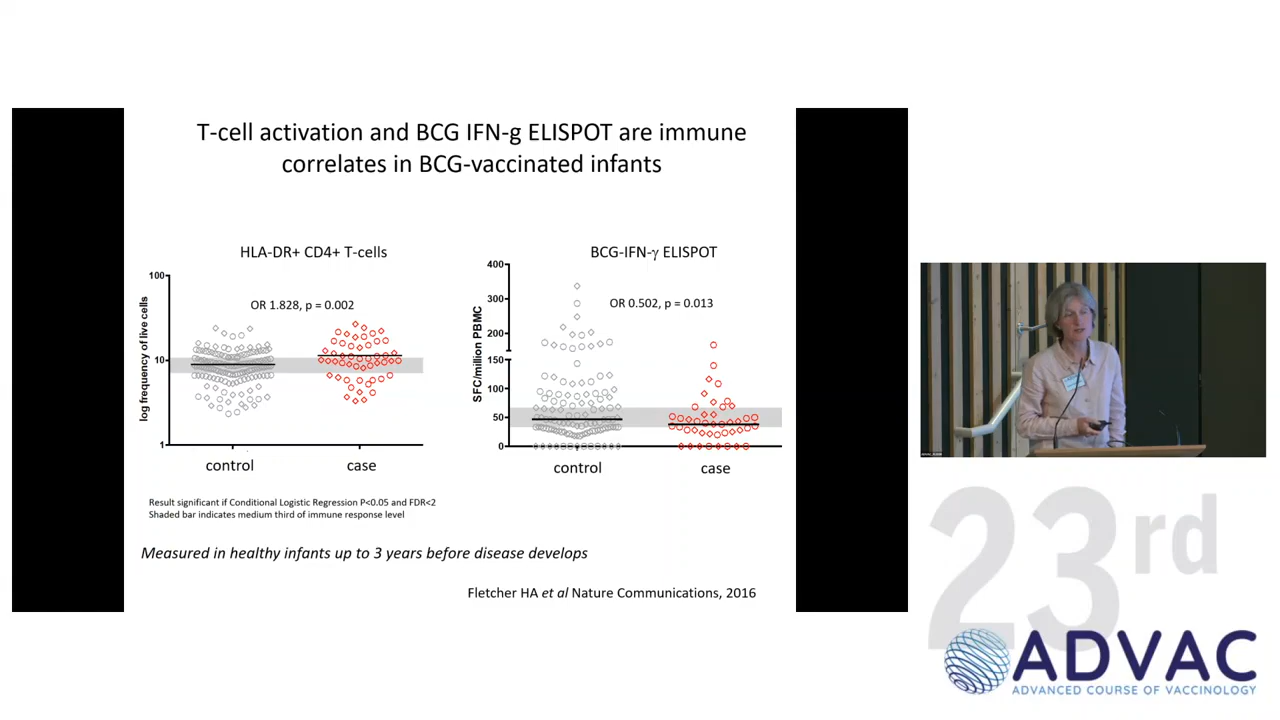 T-cell activation and BCG IFN-g ELISPOT are immune
correlates in BCG-vaccinated infants
HLA-DR+ CD4+ T-cells
OR 1.828, p = 0.002
log frequency of live cells
100
10
1
control
case
BCG-IFN-γ ELISPOT
OR 0.502, p = 0.013
SFC/million PBMC
400
300
200
150
100
50
0
control
case
Result significant if Conditional Logistic Regression P<0.05 and FDR<2
Shaded bar indicates medium third of immune response level
Measured in healthy infants up to 3 years before disease develops
Fletcher HA et al Nature Communications, 2016
23rd
ADVAC
ADVANCED COURSE OF VACCINOLOGY